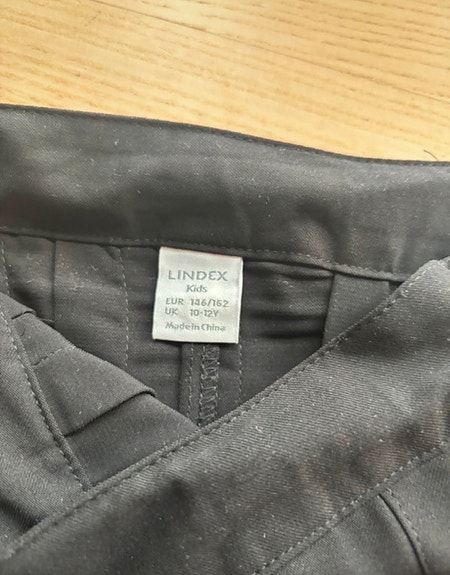 LINDEX
Kids
EUR 146/152
UK 10-12Y
Made in China